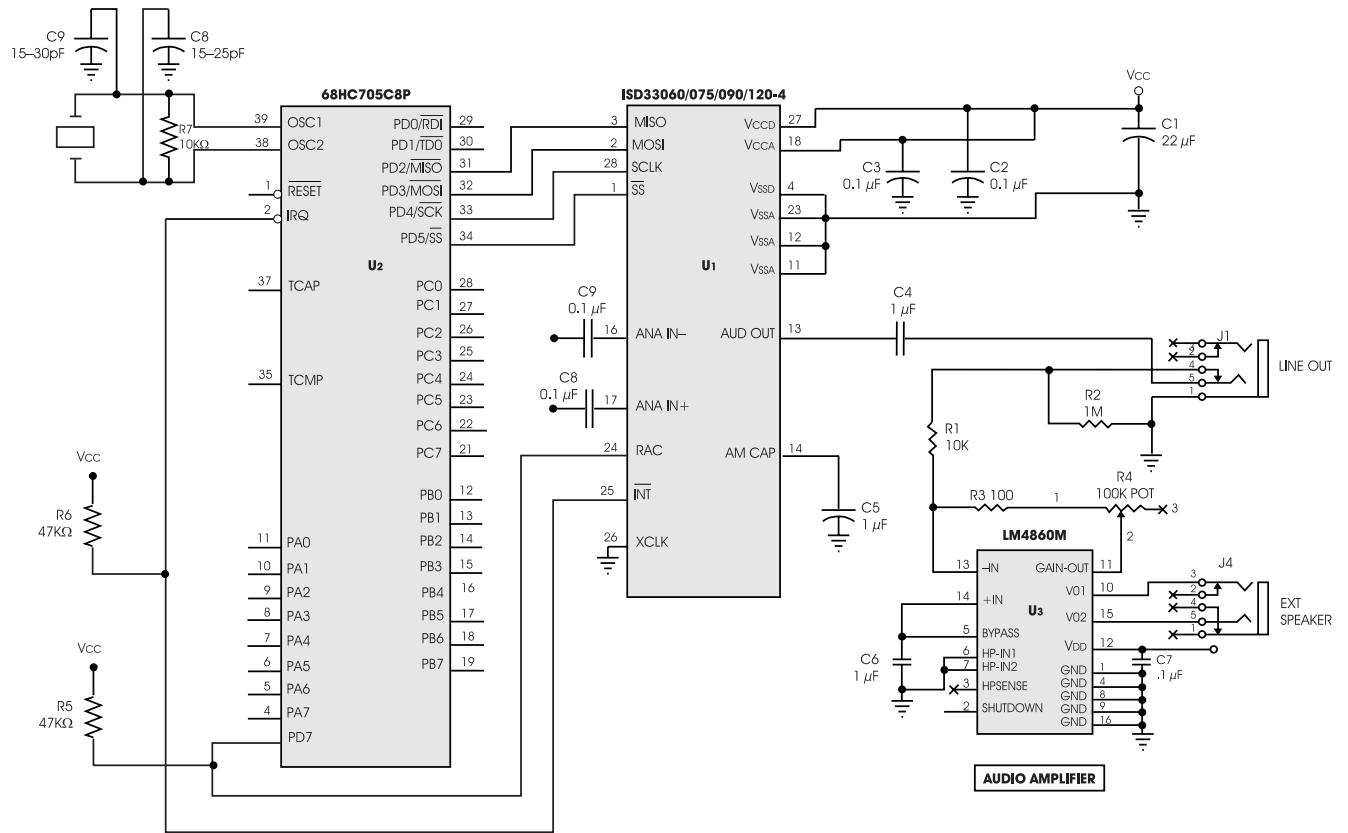 C9
15–30pF
C8
15–25pF
R7
10KΩ
68HC705C8P
39 OSC1
38 OSC2
1 RESET
2 IRQ
37 TCAP
35 TCMP
11 PA0
10 PA1
9 PA2
8 PA3
7 PA4
6 PA5
5 PA6
4 PA7
PD7
U2
PD0/RDI 29
PD1/TD0 30
PD2/MISO 31
PD3/MOSI 32
PD4/SCK 33
PD5/SS 34
PC0 28
PC1 27
PC2 26
PC3 25
PC4 24
PC5 23
PC6 22
PC7 21
PB0 12
PB1 13
PB2 14
PB3 15
PB4 16
PB5 17
PB6 18
PB7 19
Vcc
R6
47KΩ
Vcc
R5
47KΩ
ISD33060/075/090/120-4
3 MISO
2 MOSI
28 SCLK
1 SS
C9
0.1 µF
16 ANA IN–
C8
0.1 µF
17 ANA IN+
24 RAC
25 INT
26 XCLK
U1
VCCD 27
VCCA 18
VSSD 4
VSSA 23
VSSA 12
VSSA 11
AUD OUT 13
AM CAP 14
Vcc
C1
22 µF
C3
0.1 µF
C2
0.1 µF
C4
1 µF
C5
1 µF
J1
2
4
5
1
LINE OUT
R2
1M
R1
10K
R3 100
1
R4
100K POT
3
2
LM4860M
13 –IN
14 +IN
5 BYPASS
6 HP-IN1
7 HP-IN2
3 HPSENSE
2 SHUTDOWN
U3
GAIN-OUT 11
V01 10
V02 15
VDD 12
GND 1
GND 4
GND 8
GND 9
GND 16
C6
1 µF
C7
.1 µF
J4
3
2
4
5
1
EXT
SPEAKER
AUDIO AMPLIFIER